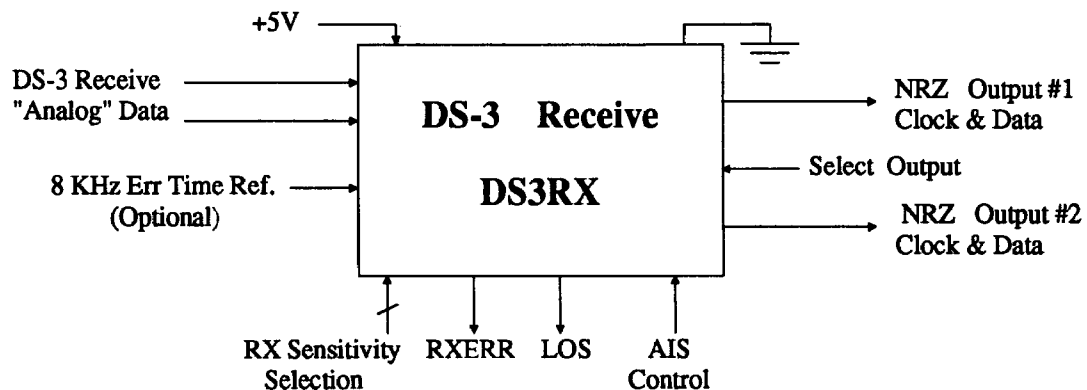 +5V
DS-3 Receive
"Analog" Data
8 KHz Err Time Ref.
(Optional)
DS-3 Receive
DS3RX
NRZ Output #1
Clock & Data
Select Output
NRZ Output #2
Clock & Data
RX Sensitivity
Selection
RXERR
LOS
AIS
Control